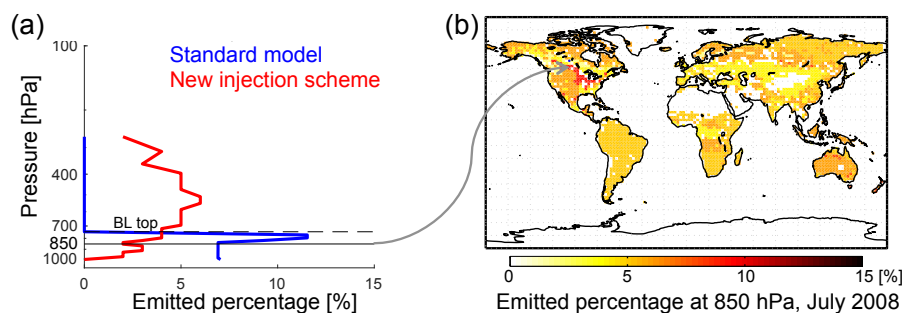 (a)
Standard model
New injection scheme
Pressure [hPa]
100
400
700
850
1000
BL top
0
5
10
15
Emitted percentage [%]
(b)
0
5
10
15 [%]
Emitted percentage at 850 hPa, July 2008